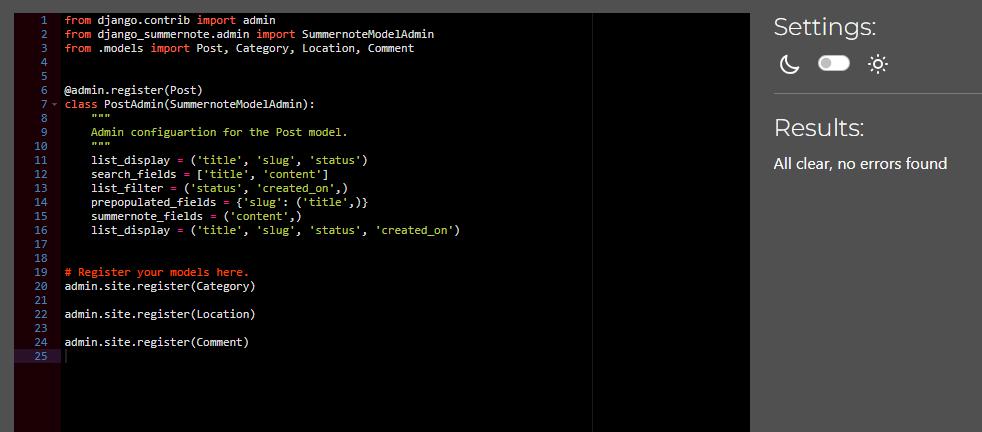 1 from django.contrib import admin
2 from django_summernote.admin import SummernoteModelAdmin
3 from .models import Post, Category, Location, Comment
4
5
6 @admin.register(Post)
7 class PostAdmin(SummernoteModelAdmin):
8     """
9     Admin configuartion for the Post model.
10     """
11     list_display = ('title', 'slug', 'status')
12     search_fields = ['title', 'content']
13     list_filter = ('status', 'created_on',)
14     prepopulated_fields = {'slug': ('title',)}
15     summernote_fields = ('content',)
16     list_display = ('title', 'slug', 'status', 'created_on')
17
18
19 # Register your models here.
20 admin.site.register(Category)
21
22 admin.site.register(Location)
23
24 admin.site.register(Comment)
25
Settings:
Results:
All clear, no errors found